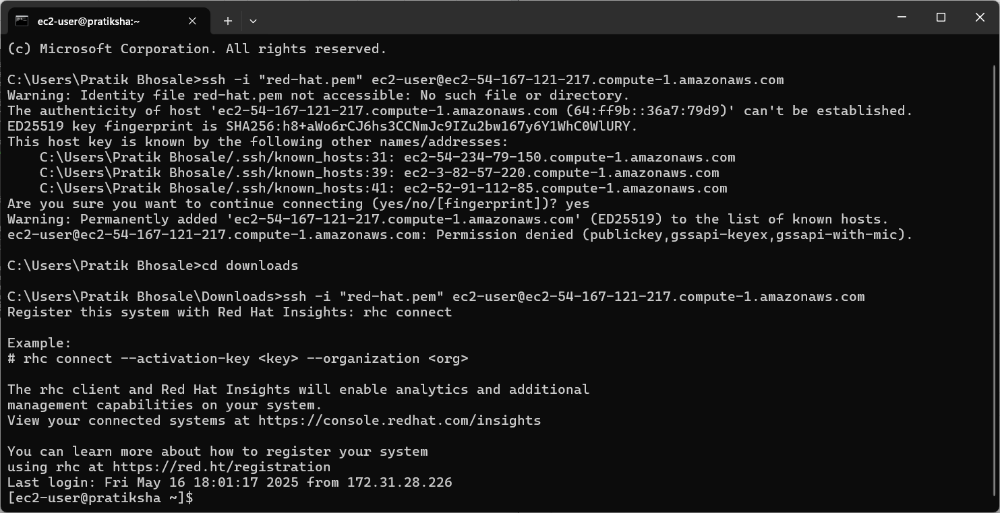 ec2-user@pratiksha:~
(c) Microsoft Corporation. All rights reserved.
C:\Users\Pratik Bhosale>ssh -i "red-hat.pem" ec2-user@ec2-54-167-121-217.compute-1.amazonaws.com
Warning: Identity file red-hat.pem not accessible: No such file or directory.
The authenticity of host 'ec2-54-167-121-217.compute-1.amazonaws.com (64:ff9b::36a7:79d9)' can't be established.
ED25519 key fingerprint is SHA256:h8+aWo6rCJ6hs3CCNmJc9IZu2bw167y6Y1WhC0WlURY.
This host key is known by the following other names/addresses:
    C:\Users\Pratik Bhosale/.ssh/known_hosts:31: ec2-54-234-79-150.compute-1.amazonaws.com
    C:\Users\Pratik Bhosale/.ssh/known_hosts:39: ec2-3-82-57-220.compute-1.amazonaws.com
    C:\Users\Pratik Bhosale/.ssh/known_hosts:41: ec2-52-91-112-85.compute-1.amazonaws.com
Are you sure you want to continue connecting (yes/no/[fingerprint])? yes
Warning: Permanently added 'ec2-54-167-121-217.compute-1.amazonaws.com' (ED25519) to the list of known hosts.
ec2-user@ec2-54-167-121-217.compute-1.amazonaws.com: Permission denied (publickey,gssapi-keyex,gssapi-with-mic).
C:\Users\Pratik Bhosale>cd downloads
C:\Users\Pratik Bhosale\Downloads>ssh -i "red-hat.pem" ec2-user@ec2-54-167-121-217.compute-1.amazonaws.com
Register this system with Red Hat Insights: rhc connect
Example:
# rhc connect --activation-key <key> --organization <org>
The rhc client and Red Hat Insights will enable analytics and additional
management capabilities on your system.
View your connected systems at https://console.redhat.com/insights
You can learn more about how to register your system
using rhc at https://red.ht/registration
Last login: Fri May 16 18:01:17 2025 from 172.31.28.226
[ec2-user@pratiksha ~]$